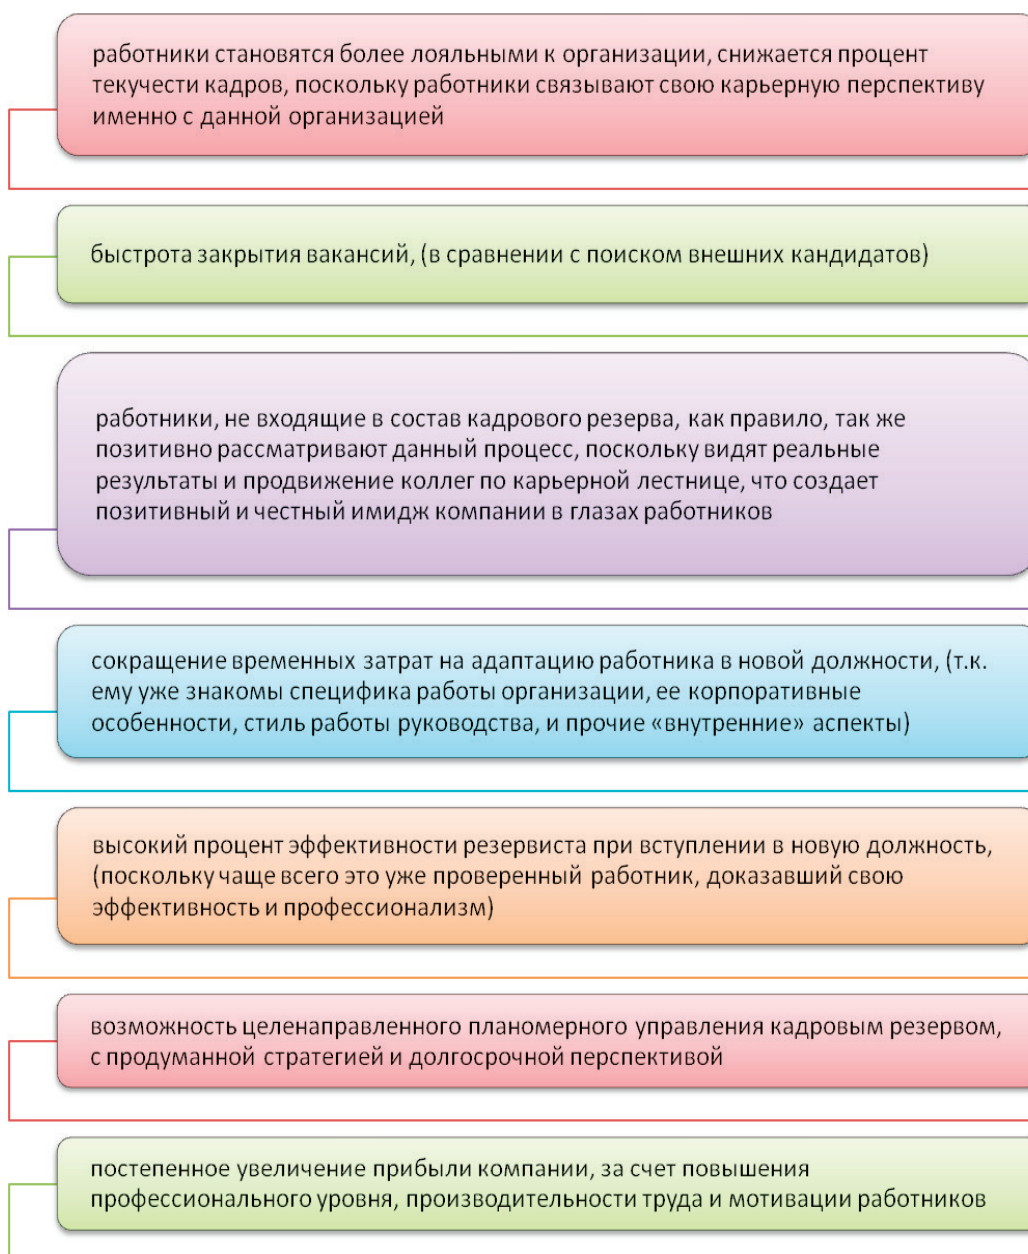 работники становятся более лояльными к организации, снижается процент
текучести кадров, поскольку работники связывают свою карьерную перспективу
именно с данной организацией
быстрота закрытия вакансий, (в сравнении с поиском внешних кандидатов)
работники, не входящие в состав кадрового резерва, как правило, так же
позитивно рассматривают данный процесс, поскольку видят реальные
результаты и продвижение коллег по карьерной лестнице, что создает
позитивный и честный имидж компании в глазах работников
сокращение временных затрат на адаптацию работника в новой должности, (т.к.
ему уже знакомы специфика работы организации, ее корпоративные
особенности, стиль работы руководства, и прочие «внутренние» аспекты)
высокий процент эффективности резервиста при вступлении в новую должность,
(поскольку чаще всего это уже проверенный работник, доказавший свою
эффективность и профессионализм)
возможность целенаправленного планомерного управления кадровым резервом,
с продуманной стратегией и долгосрочной перспективой
постепенное увеличение прибыли компании, за счет повышения
профессионального уровня, производительности труда и мотивации работников